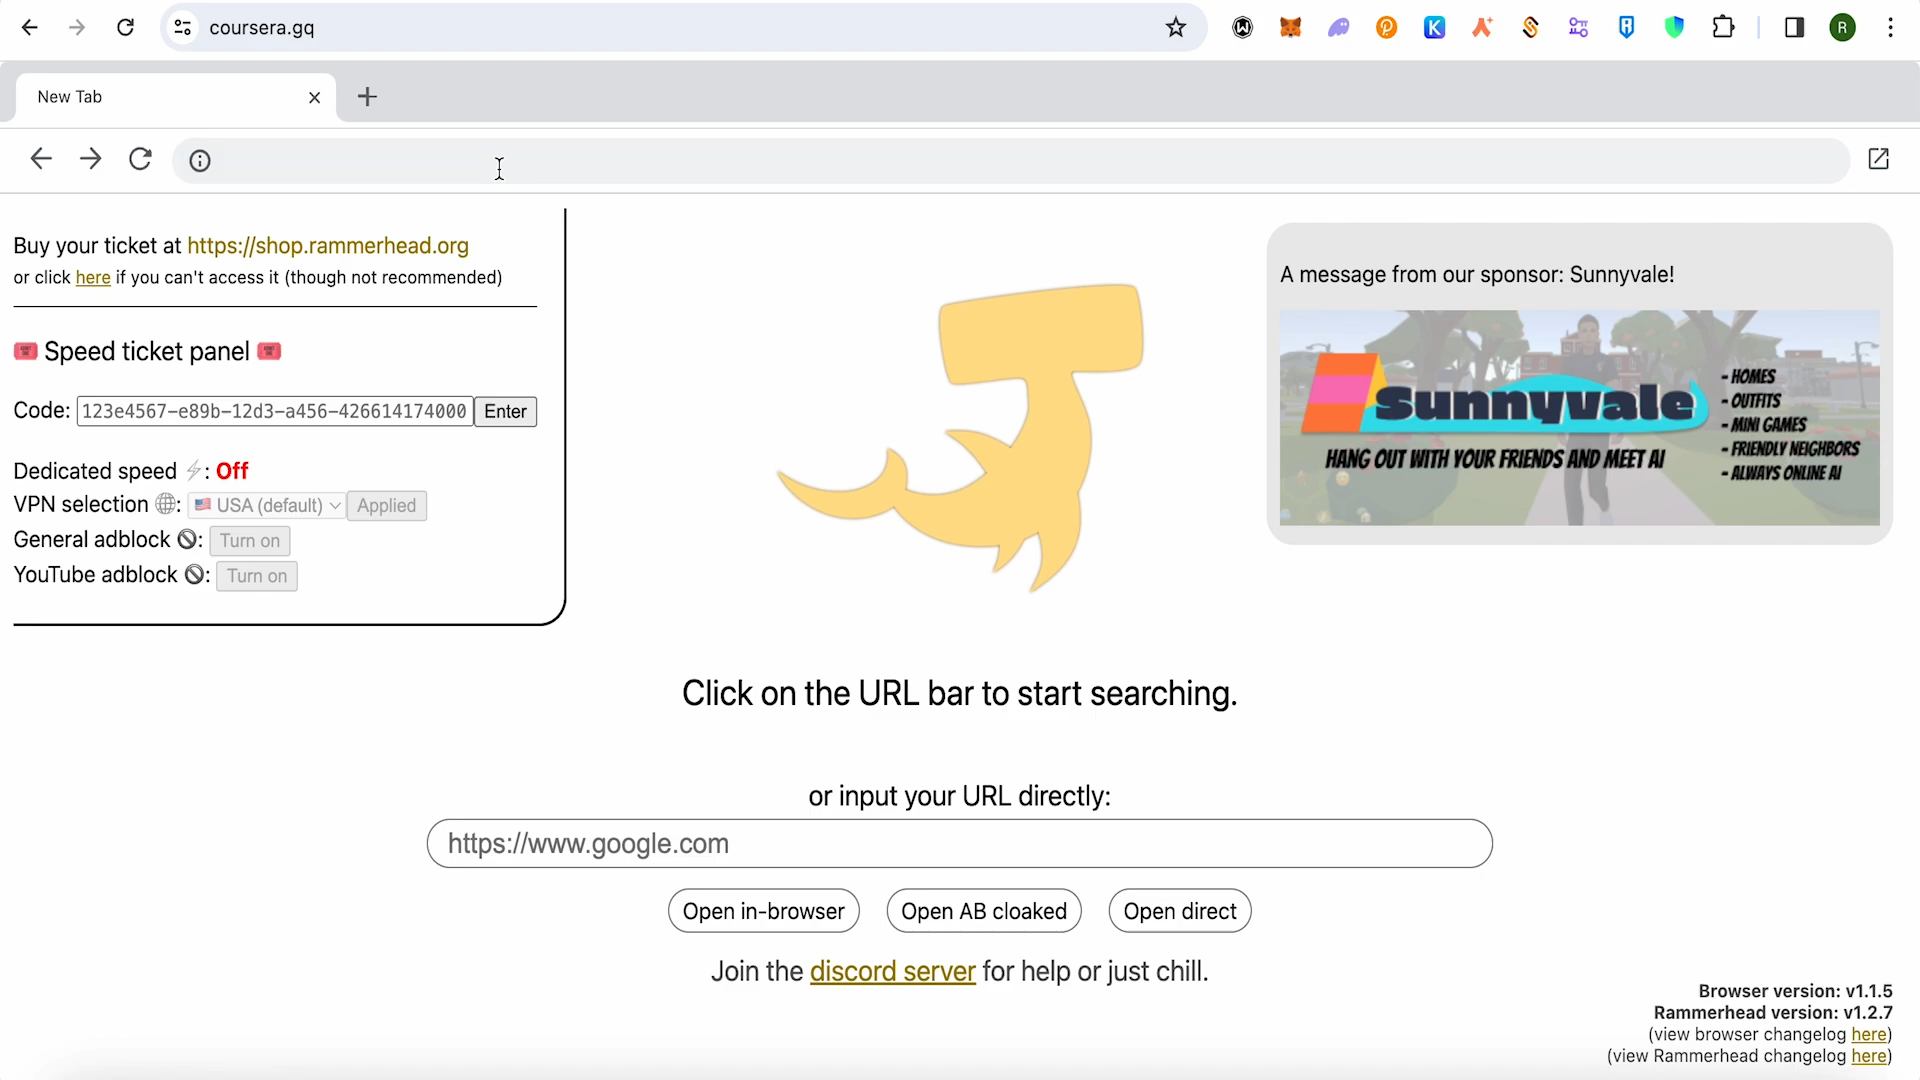 coursera.gq
R
New Tab
Buy your ticket at https://shop.rammerhead.org
or click here if you can't access it (though not recommended)
Speed ticket panel
Code: 123e4567-e89b-12d3-a456-426614174000 Enter
Dedicated speed ⚡: Off
VPN selection 🌐: USA (default) Applied
General adblock 🚫: Turn on
YouTube adblock 🚫: Turn on
A message from our sponsor: Sunnyvale!
Sunnyvale
HANG OUT WITH YOUR FRIENDS AND MEET AI
- HOMES
- OUTFITS
- MINI GAMES
- FRIENDLY NEIGHBORS
- ALWAYS ONLINE AI
Click on the URL bar to start searching.
or input your URL directly:
https://www.google.com
Open in-browser Open AB cloaked Open direct
Join the discord server for help or just chill.
Browser version: v1.1.5
Rammerhead version: v1.2.7
(view browser changelog here)
(view Rammerhead changelog here)